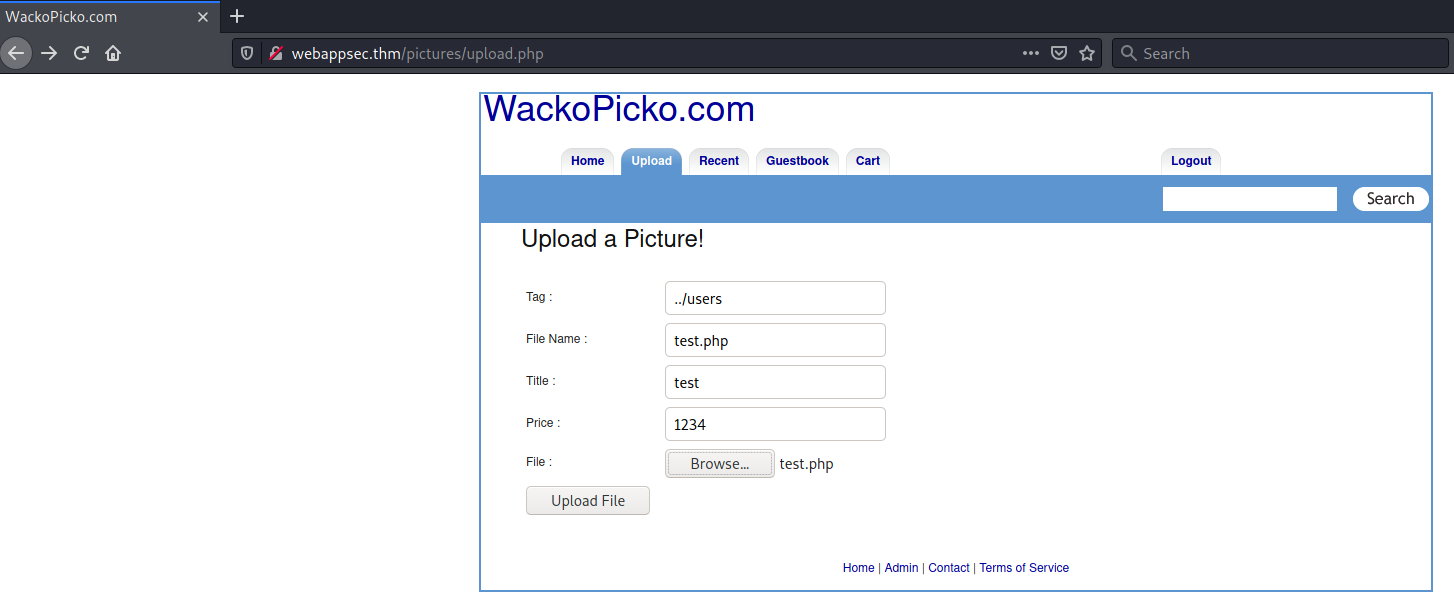 WackoPicko.com
webappsec.thm/pictures/upload.php
Search
WackoPicko.com
Home Upload Recent Guestbook Cart Logout
Search
Upload a Picture!
Tag : ../users
File Name : test.php
Title : test
Price : 1234
File : Browse... test.php
Upload File
Home | Admin | Contact | Terms of Service